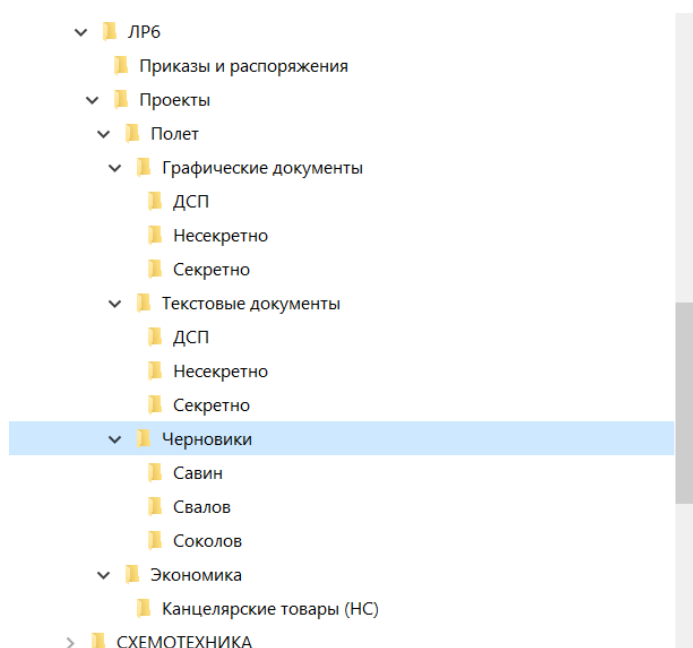 ЛР6
Приказы и распоряжения
Проекты
Полет
Графические документы
ДСП
Несекретно
Секретно
Текстовые документы
ДСП
Несекретно
Секретно
Черновики
Савин
Свалов
Соколов
Экономика
Канцелярские товары (НС)
СХЕМОТЕХНИКА